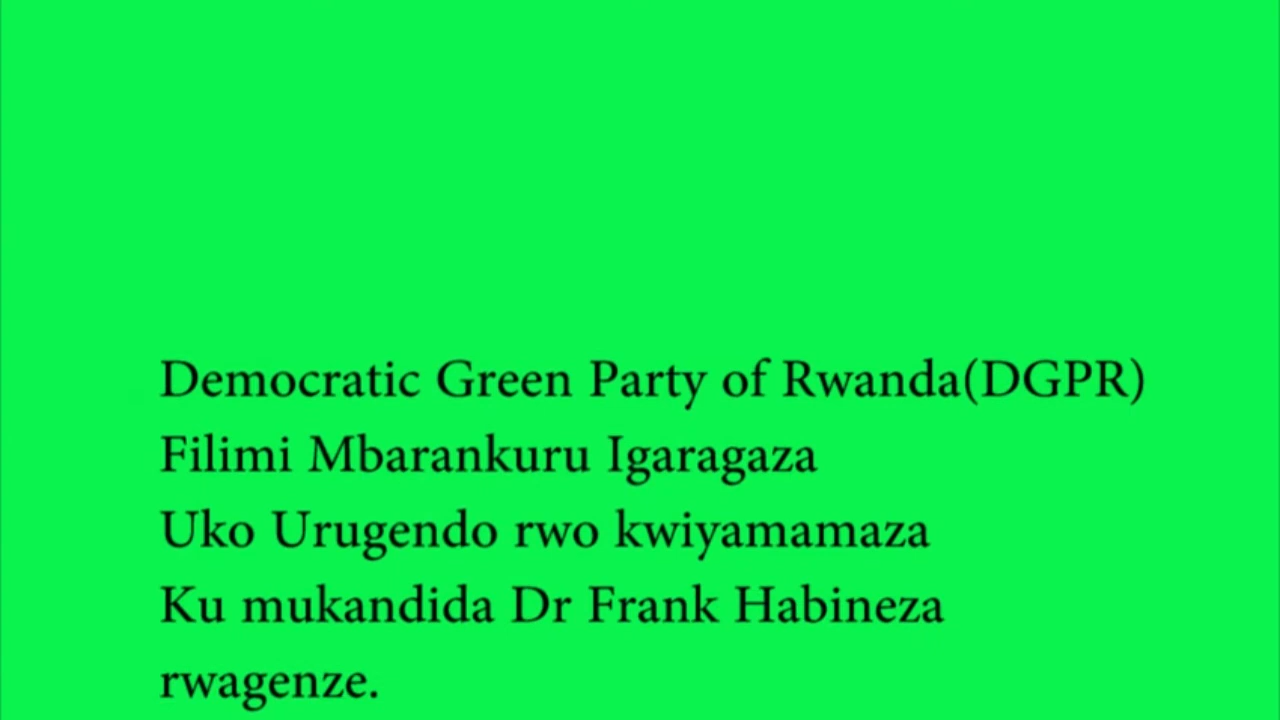 Democratic Green Party of Rwanda(DGPR)
Filimi Mbarankuru Igaragaza
Uko Urugendo rwo kwiyamamaza
Ku mukandida Dr Frank Habineza
rwagenze.